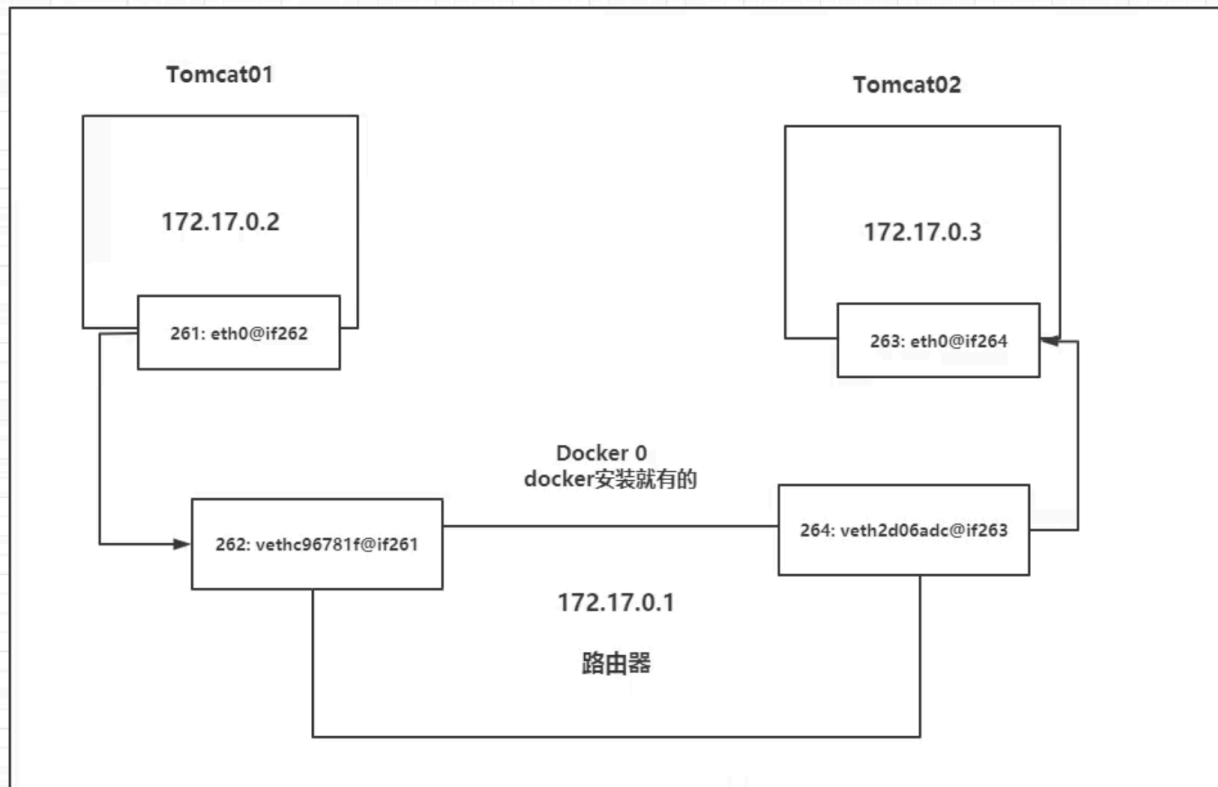 Tomcat01
Tomcat02
172.17.0.2
172.17.0.3
261: eth0@if262
263: eth0@if264
Docker 0
docker安装就有的
262: vethc96781f@if261
264: veth2d06adc@if263
172.17.0.1
路由器